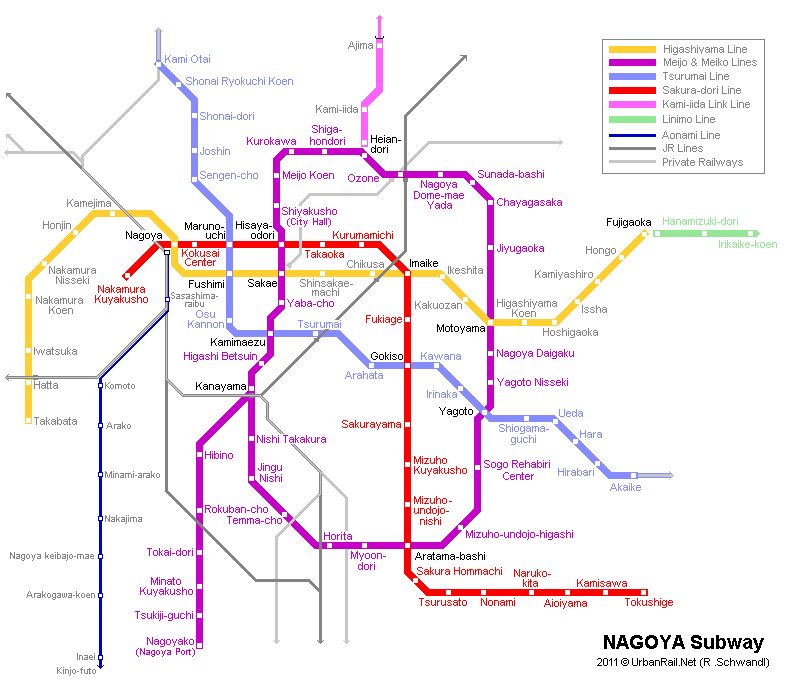 Ajima
Kami Otai
Shonai Ryokuchi Koen
Kami-iida
Shonai-dori
Kurokawa
Shiga-
hondori
Heian-
dori
Joshin
Sengen-cho
Meijo Koen
Ozone
Nagoya
Dome-mae
Yada
Sunada-bashi
Chayagasaka
Kamejima
Honjin
Nagoya
Maruno-
uchi
Hisaya-
odori
Shiyakusho
(City Hall)
Kurumamichi
Fujigaoka
Hanamizuki-dori
Irikaike-koen
Nakamura
Nisseki
Nakamura
Kuyakusho
Kokusai
Center
Takaoka
Jiyugaoka
Hongo
Chikusa
Imaike
Ikeshita
Kamiyashiro
Nakamura
Koen
Sasashima-
raibu
Fushimi
Sakae
Shinsakae-
machi
Kakuozan
Higashiyama
Koen
Issha
Osu
Kannon
Yaba-cho
Tsurumai
Fukiage
Motoyama
Hoshigaoka
Iwatsuka
Kamimaezu
Higashi Betsuin
Gokiso
Kawana
Nagoya Daigaku
Arahata
Hatta
Komoto
Kanayama
Irinaka
Yagoto Nisseki
Takabata
Arako
Sakurayama
Yagoto
Ueda
Shiogama-
guchi
Hara
Nishi Takakura
Hibino
Jingu
Nishi
Mizuho
Kuyakusho
Sogo Rehabiri
Center
Hirabari
Akaike
Minami-arako
Rokuban-cho
Temma-cho
Mizuho-
undojo-
nishi
Nakajima
Horita
Mizuho-undojo-higashi
Nagoya keibajo-mae
Tokai-dori
Myoon-
dori
Aratama-bashi
Sakura Hommachi
Naruko-
kita
Kamisawa
Arakogawa-koen
Minato
Kuyakusho
Tsurusato
Nonami
Aioiyama
Tokushige
Tsukiji-guchi
Nagoyako
(Nagoya Port)
Inaei
Kinjo-futo
Higashiyama Line
Meijo & Meiko Lines
Tsurumai Line
Sakura-dori Line
Kami-iida Link Line
Linimo Line
Aonami Line
JR Lines
Private Railways
NAGOYA Subway
2011 © UrbanRail.Net (R .Schwandl)